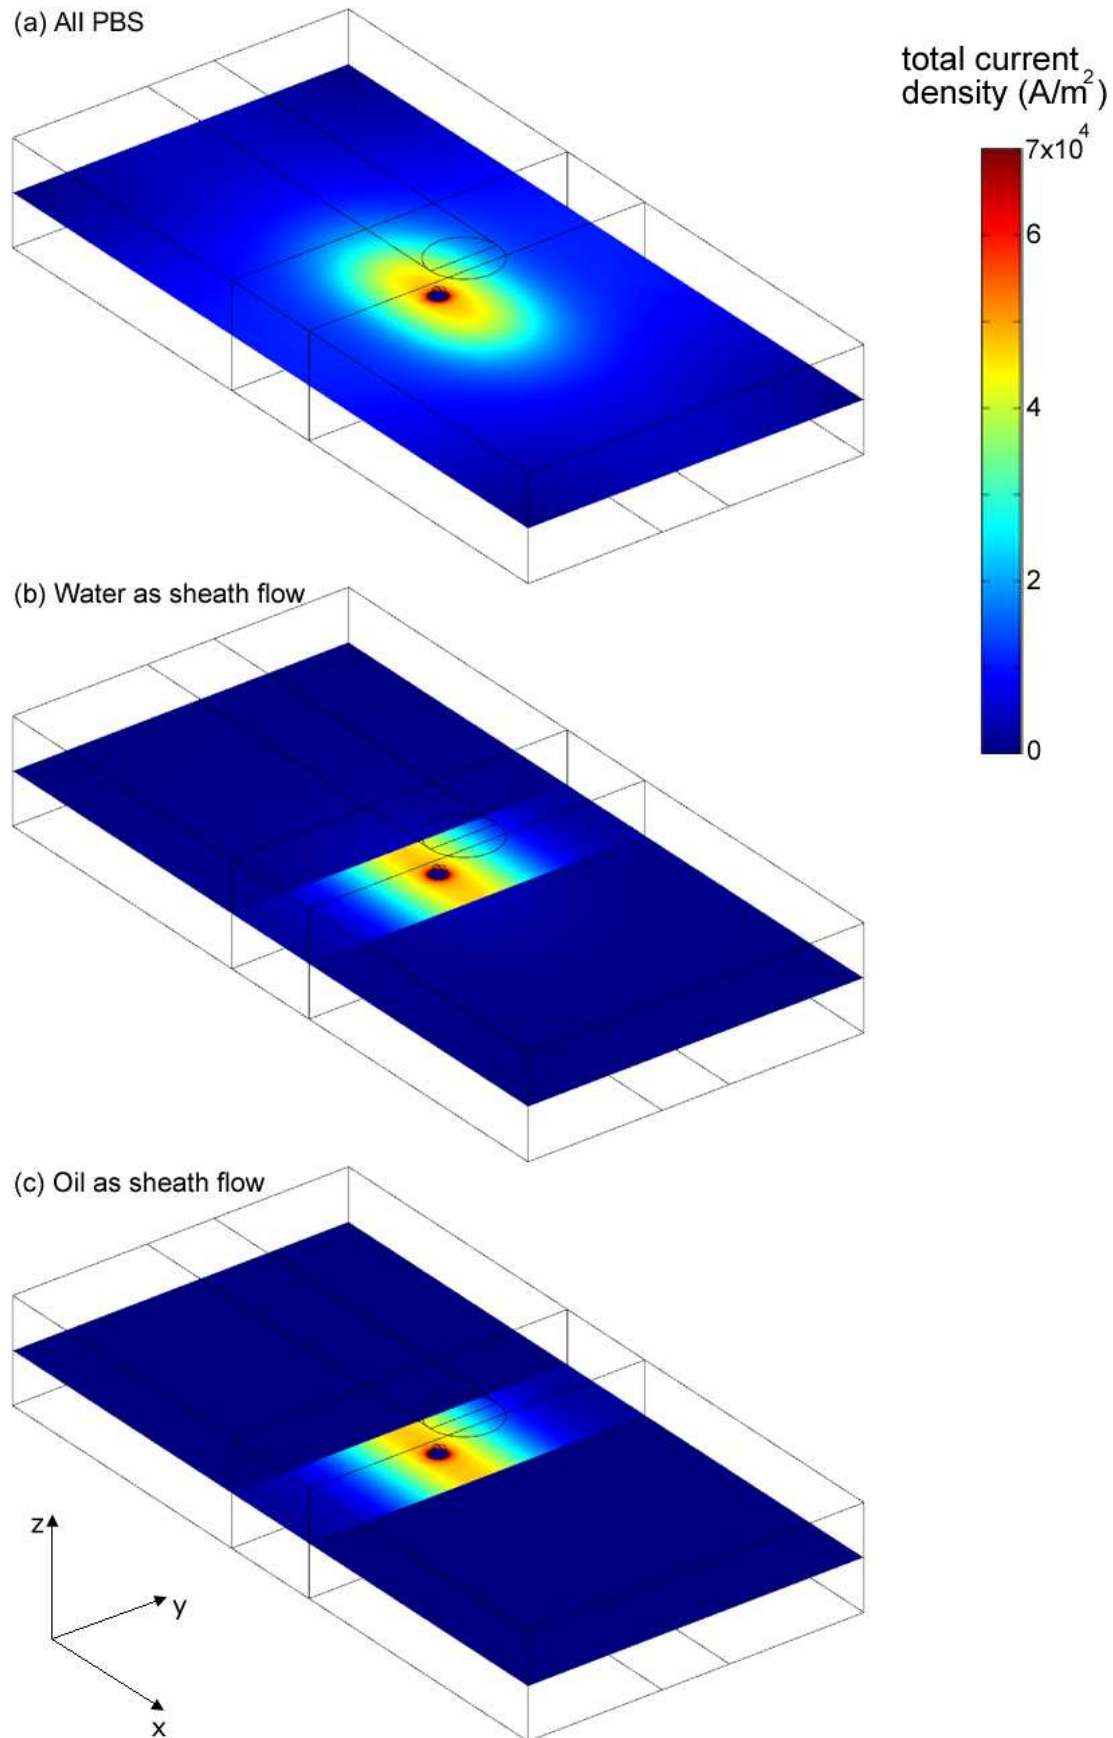 (a) All PBS
total current
density (A/m²)
7x10⁴
6
4
2
0
(b) Water as sheath flow
(c) Oil as sheath flow
z
y
x